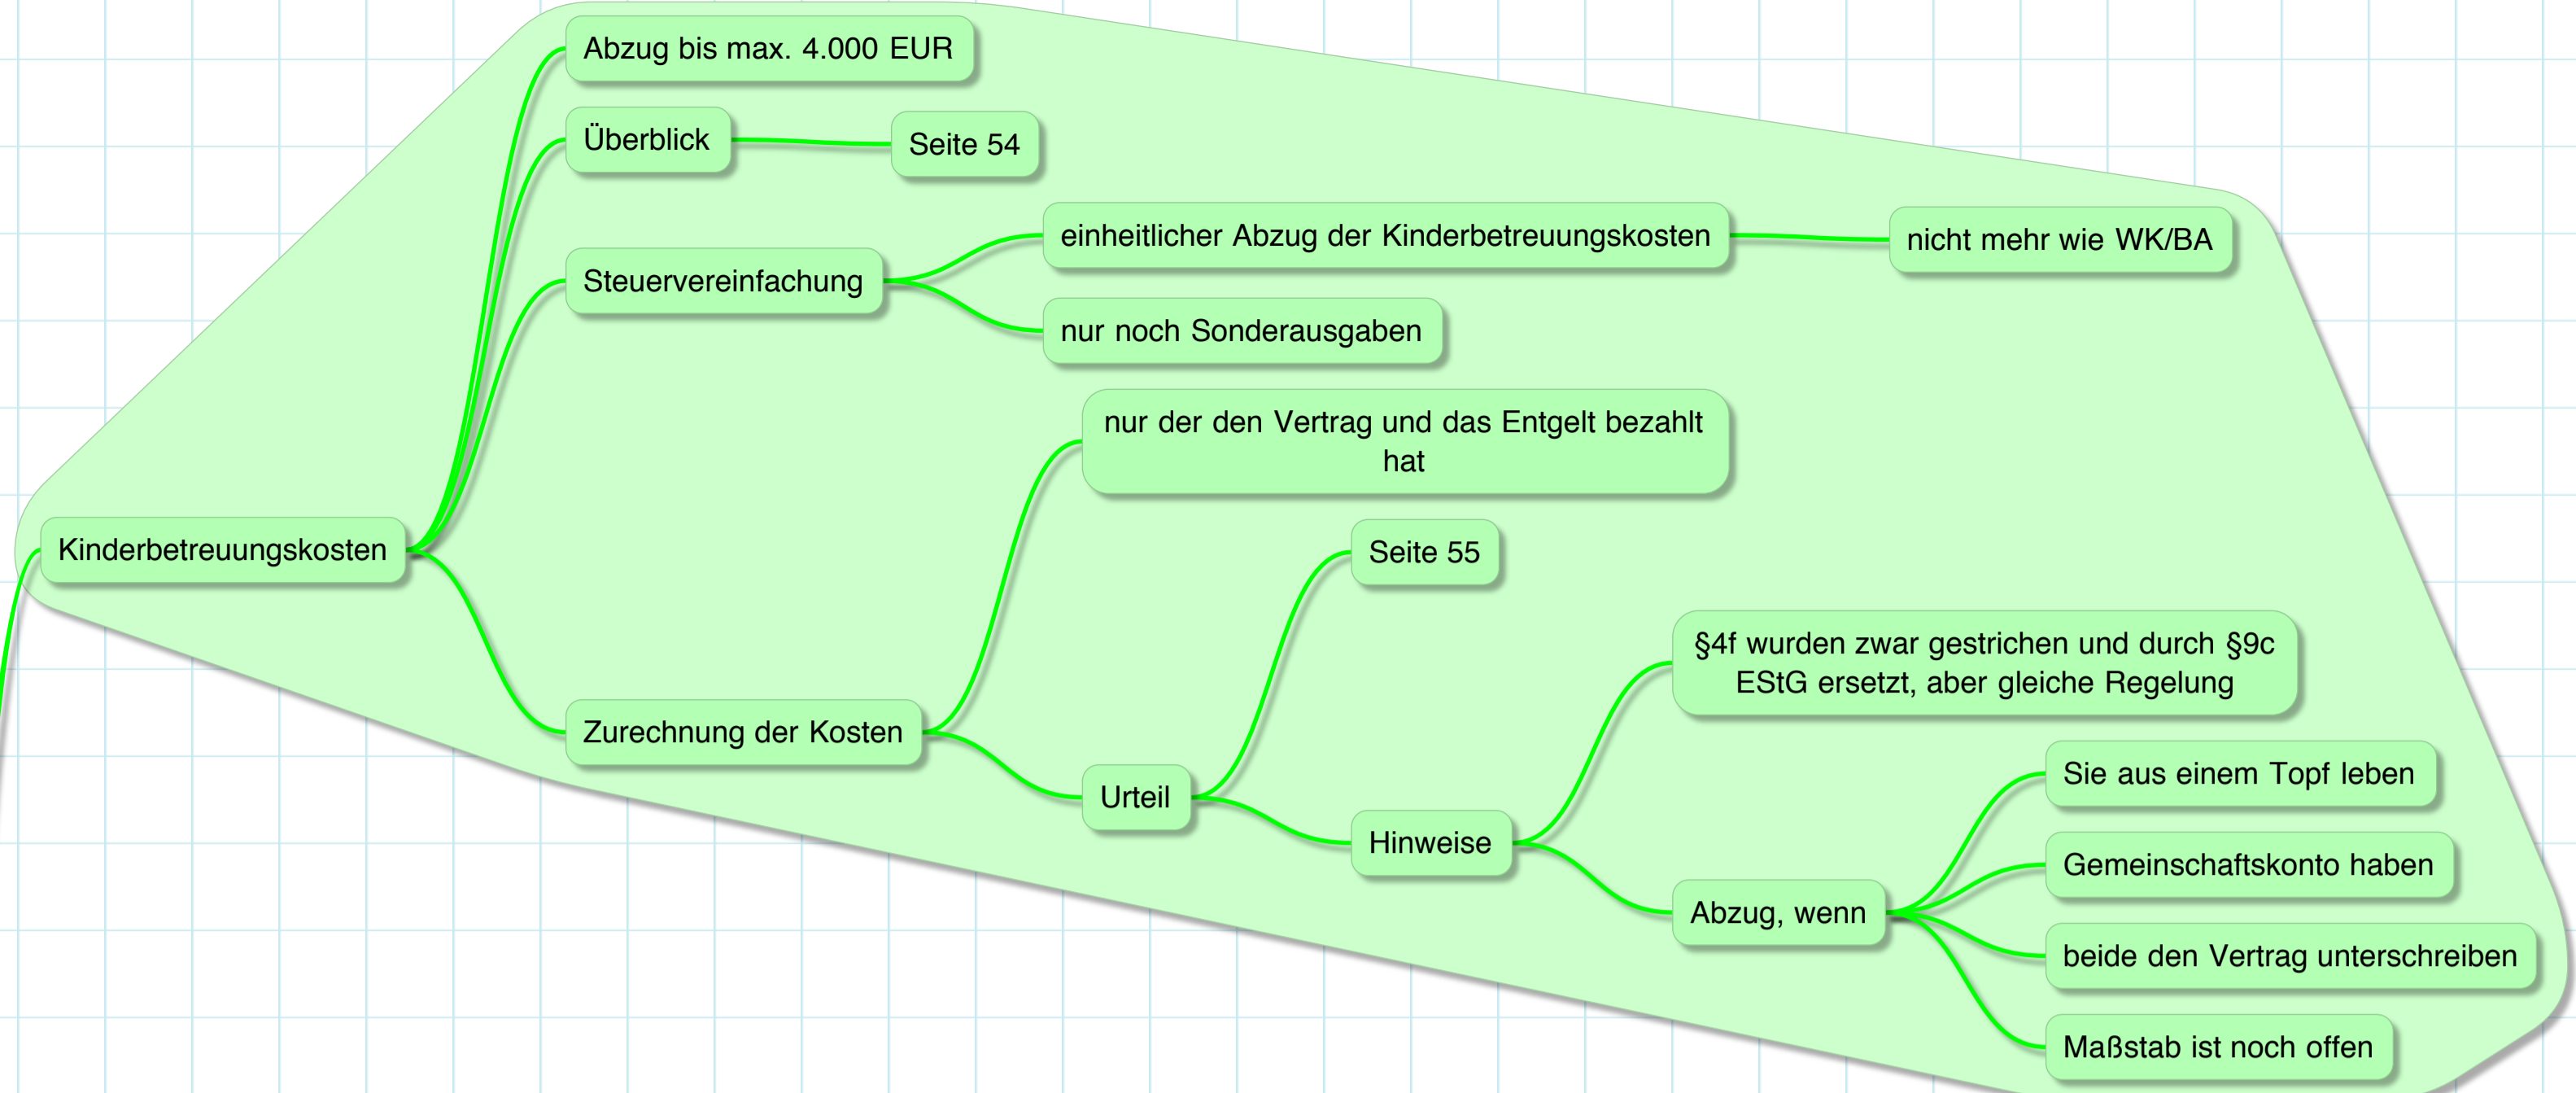 Abzug bis max. 4.000 EUR
Überblick
Seite 54
Steuervereinfachung
einheitlicher Abzug der Kinderbetreuungskosten
nicht mehr wie WK/BA
nur noch Sonderausgaben
Kinderbetreuungskosten
Zurechnung der Kosten
nur der den Vertrag und das Entgelt bezahlt
hat
Urteil
Seite 55
Hinweise
§4f wurden zwar gestrichen und durch §9c
EStG ersetzt, aber gleiche Regelung
Abzug, wenn
Sie aus einem Topf leben
Gemeinschaftskonto haben
beide den Vertrag unterschreiben
Maßstab ist noch offen